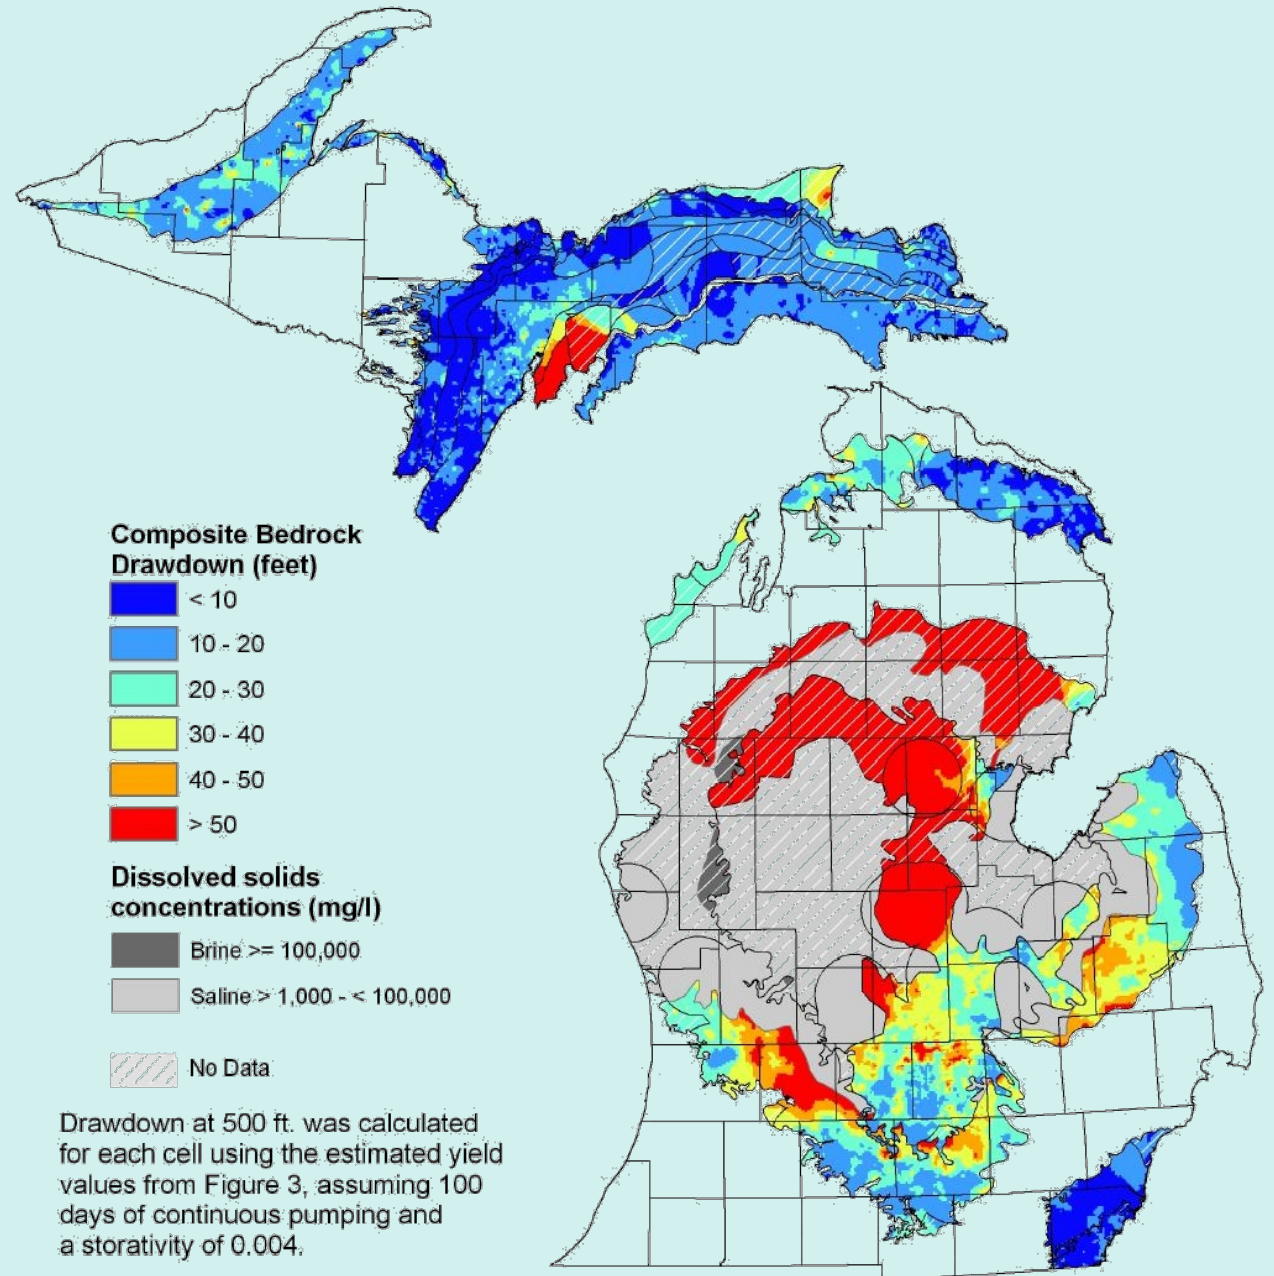 Composite Bedrock
Drawdown (feet)
< 10
10 - 20
20 - 30
30 - 40
40 - 50
> 50
Dissolved solids
concentrations (mg/l)
Brine >= 100,000
Saline > 1,000 - < 100,000
No Data
Drawdown at 500 ft. was calculated
for each cell using the estimated yield
values from Figure 3, assuming 100
days of continuous pumping and
a storativity of 0.004.